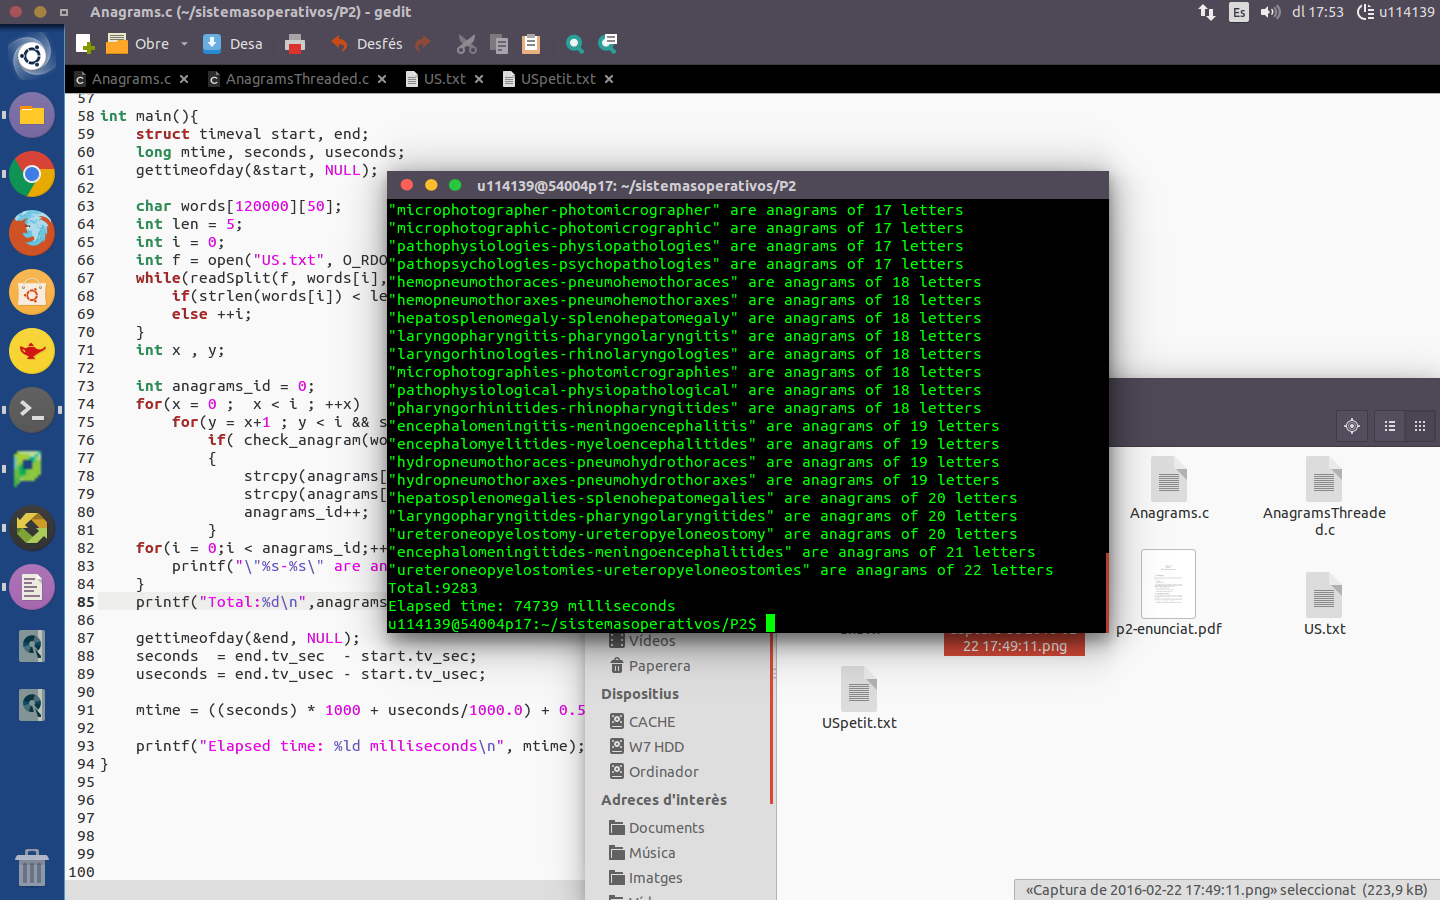 Anagrams.c (~/sistemasoperativos/P2) - gedit
Es
dl 17:53
u114139
Obre
Desa
Desfés
Anagrams.c
AnagramsThreaded.c
US.txt
USpetit.txt
57
58 int main(){
59 struct timeval start, end;
60 long mtime, seconds, useconds;
61 gettimeofday(&start, NULL);
62
63 char words[120000][50];
64 int len = 5;
65 int i = 0;
66 int f = open("US.txt", O_RDO
67 while(readSplit(f, words[i],
68 if(strlen(words[i]) < le
69 else ++i;
70 }
71 int x , y;
72
73 int anagrams_id = 0;
74 for(x = 0 ; x < i ; ++x)
75 for(y = x+1 ; y < i && s
76 if( check_anagram(wo
77 {
78 strcpy(anagrams[
79 strcpy(anagrams[
80 anagrams_id++;
81 }
82 for(i = 0;i < anagrams_id;++
83 printf("\"%s-%s\" are an
84 }
85 printf("Total:%d\n",anagrams
86
87 gettimeofday(&end, NULL);
88 seconds = end.tv_sec - start.tv_sec;
89 useconds = end.tv_usec - start.tv_usec;
90
91 mtime = ((seconds) * 1000 + useconds/1000.0) + 0.5
92
93 printf("Elapsed time: %ld milliseconds\n", mtime);
94 }
95
96
97
98
99
100
u114139@54004p17: ~/sistemasoperativos/P2
"microphotographer-photomicrographer" are anagrams of 17 letters
"microphotographic-photomicrographic" are anagrams of 17 letters
"pathophysiologies-physiopathologies" are anagrams of 17 letters
"pathopsychologies-psychopathologies" are anagrams of 17 letters
"hemopneumothoraces-pneumohemothoraces" are anagrams of 18 letters
"hemopneumothoraxes-pneumohemothoraxes" are anagrams of 18 letters
"hepatosplenomegaly-splenohepatomegaly" are anagrams of 18 letters
"laryngopharyngitis-pharyngolaryngitis" are anagrams of 18 letters
"laryngorhinologies-rhinolaryngologies" are anagrams of 18 letters
"microphotographies-photomicrographies" are anagrams of 18 letters
"pathophysiological-physiopathological" are anagrams of 18 letters
"pharyngorhinitides-rhinopharyngitides" are anagrams of 18 letters
"encephalomeningitis-meningoencephalitis" are anagrams of 19 letters
"encephalomyelitides-myeloencephalitides" are anagrams of 19 letters
"hydropneumothoraces-pneumohydrothoraces" are anagrams of 19 letters
"hydropneumothoraxes-pneumohydrothoraxes" are anagrams of 19 letters
"hepatosplenomegalies-splenohepatomegalies" are anagrams of 20 letters
"laryngopharyngitides-pharyngolaryngitides" are anagrams of 20 letters
"ureteroneopyelostomy-ureteropyeloneostomy" are anagrams of 20 letters
"encephalomeningitides-meningoencephalitides" are anagrams of 21 letters
"ureteroneopyelostomies-ureteropyeloneostomies" are anagrams of 22 letters
Total:9283
Elapsed time: 74739 milliseconds
u114139@54004p17:~/sistemasoperativos/P2$
Vídeos
Paperera
Dispositius
CACHE
W7 HDD
Ordinador
Adreces d'interès
Documents
Música
Imatges
Anagrams.c
AnagramsThreade
d.c
p2-enunciat.pdf
US.txt
22 17:49:11.png
USpetit.txt
«Captura de 2016-02-22 17:49:11.png» seleccionat (223,9 kB)